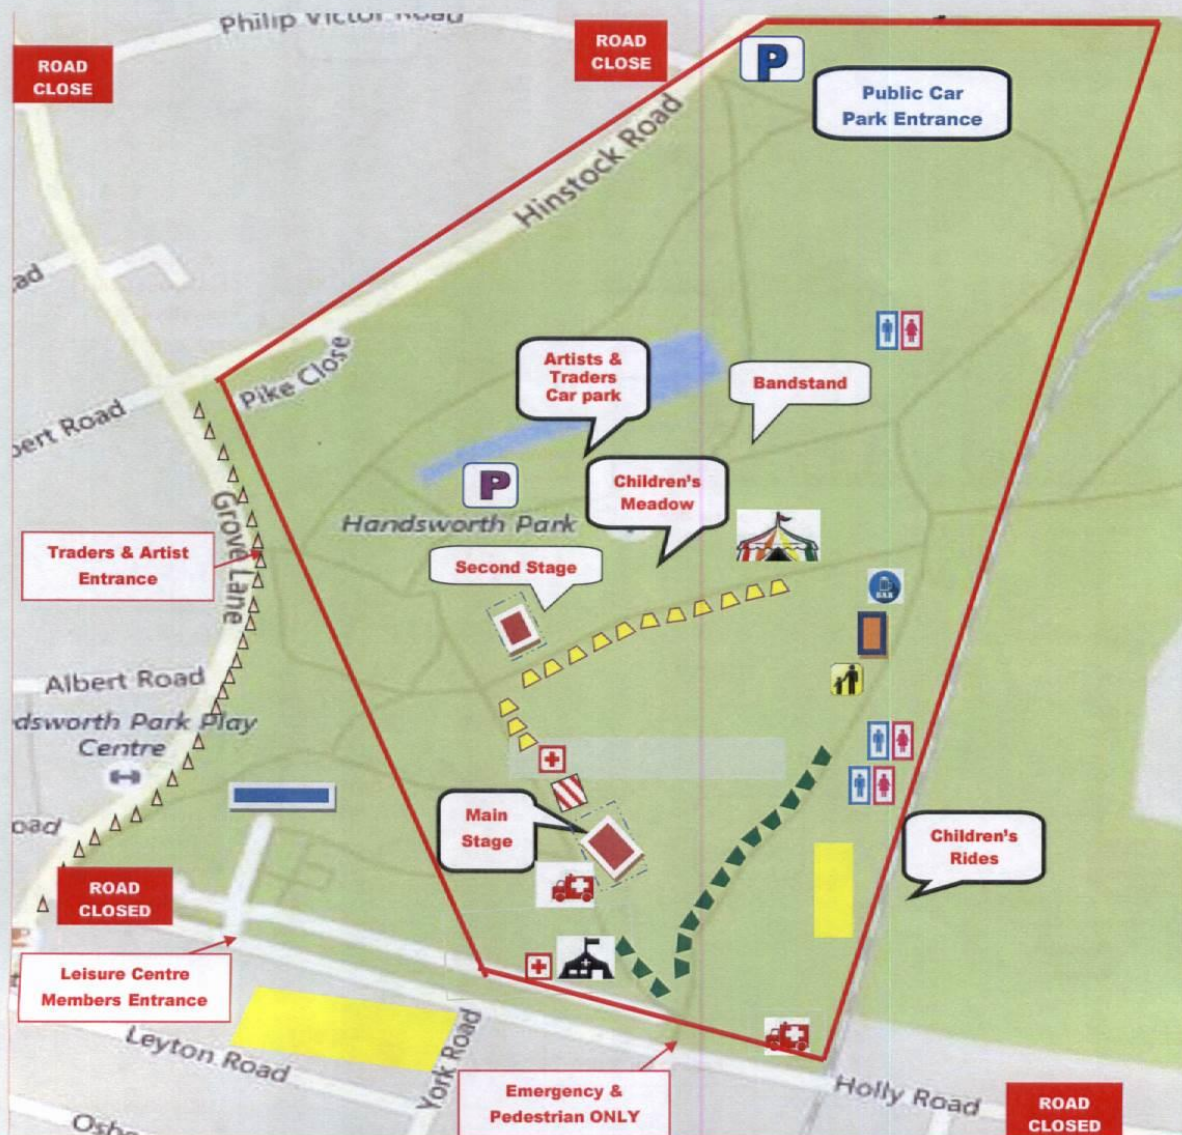 Philip Victor Road
ROAD
CLOSE
ROAD
CLOSE
P
Public Car
Park Entrance
Hinstock Road
Pike Close
Artists &
Traders
Car park
Bandstand
P
Children's
Meadow
Handsworth Park
Grove Lane
Traders & Artist
Entrance
Second Stage
BAR
Albert Road
dsworth Park Play
Centre
Main
Stage
Children's
Rides
oad
ROAD
CLOSED
Leisure Centre
Members Entrance
Leyton Road
York Road
Emergency &
Pedestrian ONLY
Holly Road
ROAD
CLOSED